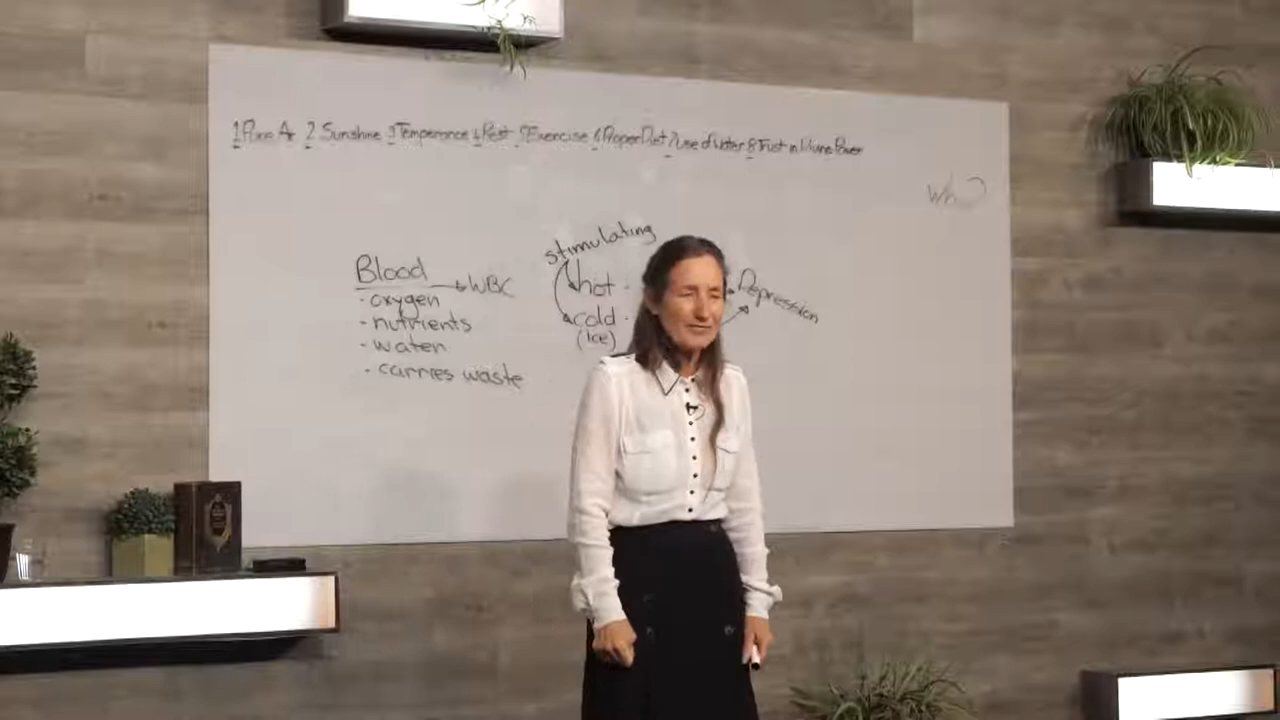 1 Pure Air 2 Sunshine 3 Temperance 4 Rest 5 Exercise 6 Proper Diet 7 Use of Water 8 Trust in Divine Power
Blood → WBC
· oxygen
· nutrients
· water
· carries waste
stimulating
hot ·
cold ·
(ice)
Depression